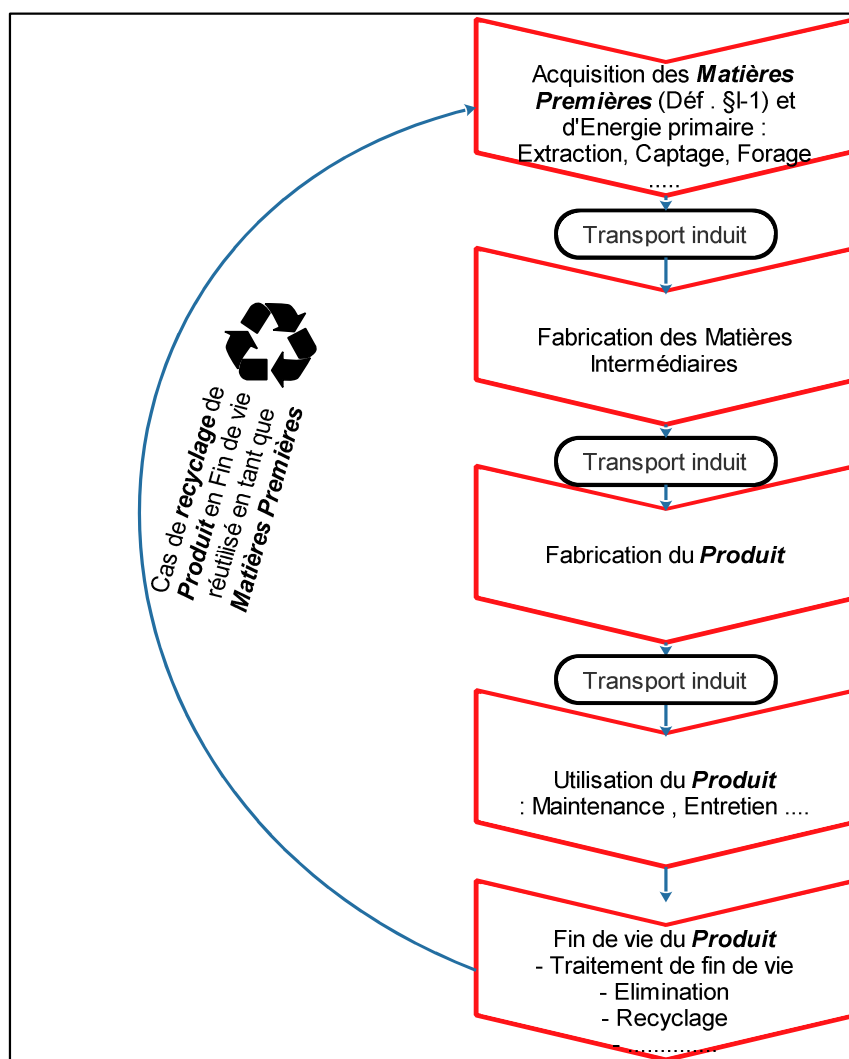 Acquisition des Matières
Premières (Déf . §I-1) et
d'Energie primaire :
Extraction, Captage, Forage
.....
Transport induit
Fabrication des Matières
Intermédiaires
Transport induit
Fabrication du Produit
Transport induit
Utilisation du Produit
: Maintenance , Entretien ....
Fin de vie du Produit
- Traitement de fin de vie
- Elimination
- Recyclage
- ..............
Cas de recyclage de
Produit en Fin de vie
réutilisé en tant que
Matières Premières